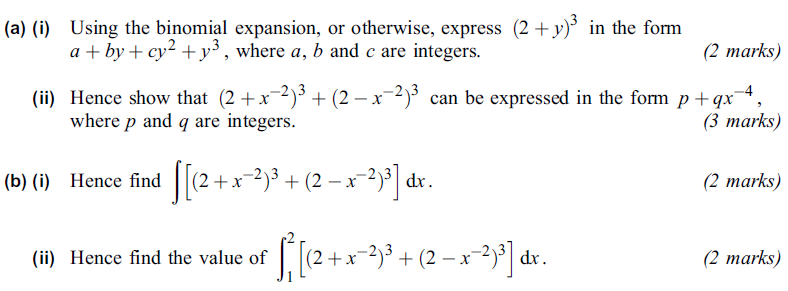 (a) (i) Using the binomial expansion, or otherwise, express (2 + y)³ in the form
a + by + cy² + y³, where a, b and c are integers. (2 marks)
(ii) Hence show that (2 + x⁻²)³ + (2 − x⁻²)³ can be expressed in the form p + qx⁻⁴,
where p and q are integers. (3 marks)
(b) (i) Hence find ∫[(2 + x⁻²)³ + (2 − x⁻²)³] dx. (2 marks)
(ii) Hence find the value of ∫₁² [(2 + x⁻²)³ + (2 − x⁻²)³] dx. (2 marks)